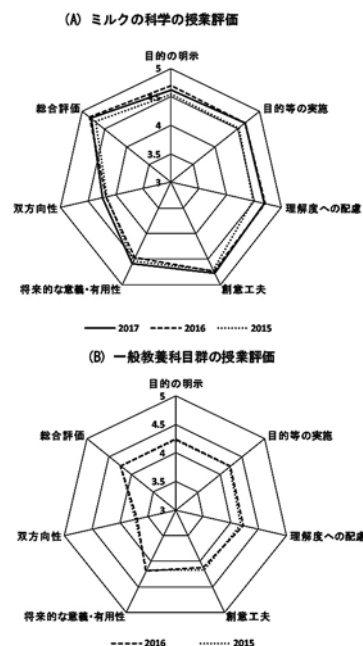 (A) ミルクの科学の授業評価
目的の明示
5
総合評価
目的等の実施
4
3.5
3
双方向性
理解度への配慮
将来的な意義・有用性
創意工夫
2017 2016 2015
(B) 一般教養科目群の授業評価
目的の明示
5
4.5
総合評価
目的等の実施
4
3.5
3
双方向性
理解度への配慮
将来的な意義・有用性
創意工夫
2016 2015